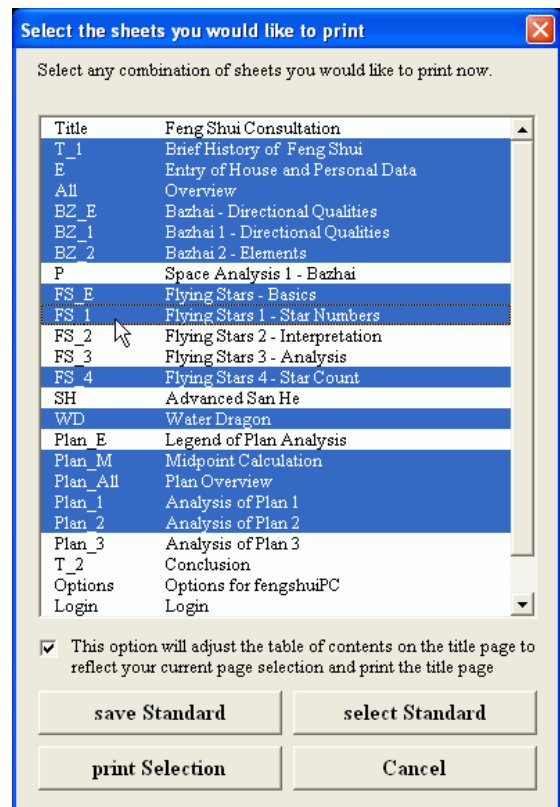 Select the sheets you would like to print
Select any combination of sheets you would like to print now.
Title Feng Shui Consultation
T_1 Brief History of Feng Shui
E Entry of House and Personal Data
All Overview
BZ_E Bazhai - Directional Qualities
BZ_1 Bazhai 1 - Directional Qualities
BZ_2 Bazhai 2 - Elements
P Space Analysis 1 - Bazhai
FS_E Flying Stars - Basics
FS_1 Flying Stars 1 - Star Numbers
FS_2 Flying Stars 2 - Interpretation
FS_3 Flying Stars 3 - Analysis
FS_4 Flying Stars 4 - Star Count
SH Advanced San He
WD Water Dragon
Plan_E Legend of Plan Analysis
Plan_M Midpoint Calculation
Plan_All Plan Overview
Plan_1 Analysis of Plan 1
Plan_2 Analysis of Plan 2
Plan_3 Analysis of Plan 3
T_2 Conclusion
Options Options for fengshuiPC
Login Login
This option will adjust the table of contents on the title page to
reflect your current page selection and print the title page
save Standard select Standard
print Selection Cancel